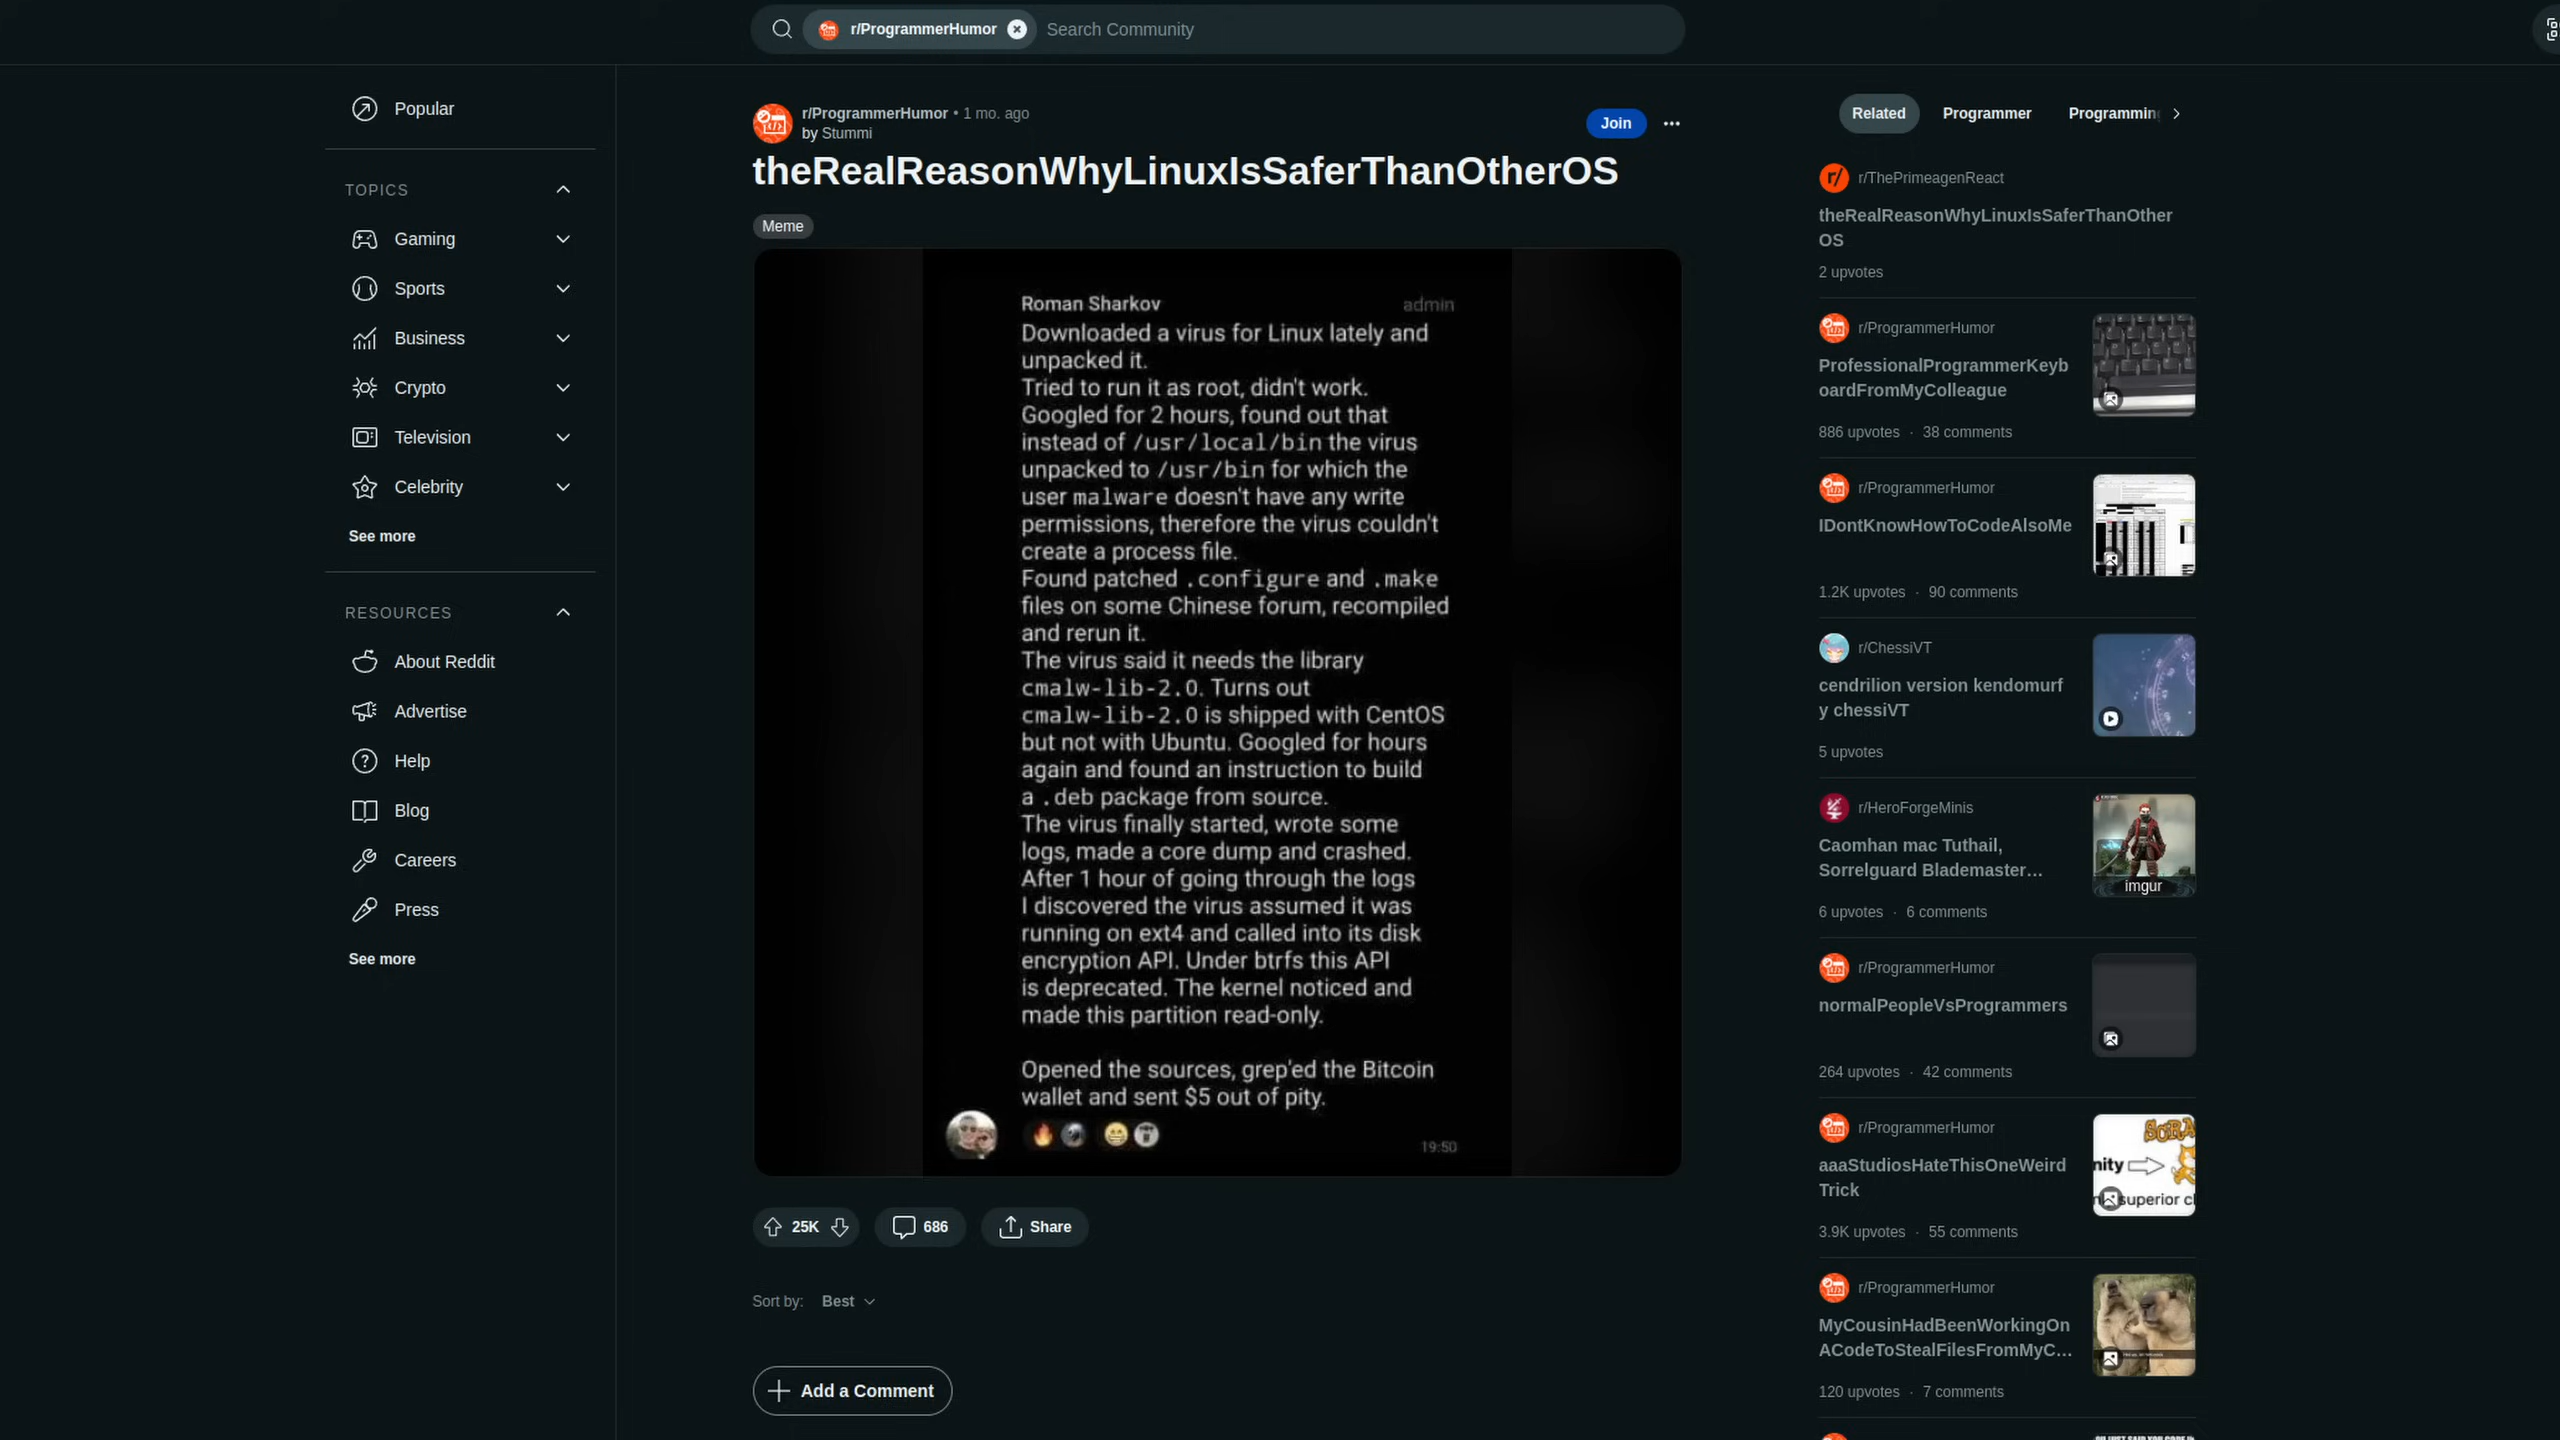 r/ProgrammerHumor
Search Community
Popular
TOPICS
Gaming
Sports
Business
Crypto
Television
Celebrity
See more
RESOURCES
About Reddit
Advertise
Help
Blog
Careers
Press
See more
r/ProgrammerHumor • 1 mo. ago
by Stummi
Join
theRealReasonWhyLinuxIsSaferThanOtherOS
Meme
Roman Sharkov
admin
Downloaded a virus for Linux lately and
unpacked it.
Tried to run it as root, didn't work.
Googled for 2 hours, found out that
instead of /usr/local/bin the virus
unpacked to /usr/bin for which the
user malware doesn't have any write
permissions, therefore the virus couldn't
create a process file.
Found patched .configure and .make
files on some Chinese forum, recompiled
and rerun it.
The virus said it needs the library
cmalw-lib-2.0. Turns out
cmalw-lib-2.0 is shipped with CentOS
but not with Ubuntu. Googled for hours
again and found an instruction to build
a .deb package from source.
The virus finally started, wrote some
logs, made a core dump and crashed.
After 1 hour of going through the logs
I discovered the virus assumed it was
running on ext4 and called into its disk
encryption API. Under btrfs this API
is deprecated. The kernel noticed and
made this partition read-only.
Opened the sources, grep'ed the Bitcoin
wallet and sent $5 out of pity.
19:50
25K
686
Share
Sort by: Best
Add a Comment
Related
Programmer
Programmin
r/ThePrimeagenReact
theRealReasonWhyLinuxIsSaferThanOther
OS
2 upvotes
r/ProgrammerHumor
ProfessionalProgrammerKeyb
oardFromMyColleague
886 upvotes · 38 comments
r/ProgrammerHumor
IDontKnowHowToCodeAlsoMe
1.2K upvotes · 90 comments
r/ChessiVT
cendrilion version kendomurf
y chessiVT
5 upvotes
r/HeroForgeMinis
Caomhan mac Tuthail,
Sorrelguard Blademaster…
imgur
6 upvotes · 6 comments
r/ProgrammerHumor
normalPeopleVsProgrammers
264 upvotes · 42 comments
r/ProgrammerHumor
aaaStudiosHateThisOneWeird
Trick
nity
superior
3.9K upvotes · 55 comments
r/ProgrammerHumor
MyCousinHadBeenWorkingOn
ACodeToStealFilesFromMyC…
120 upvotes · 7 comments